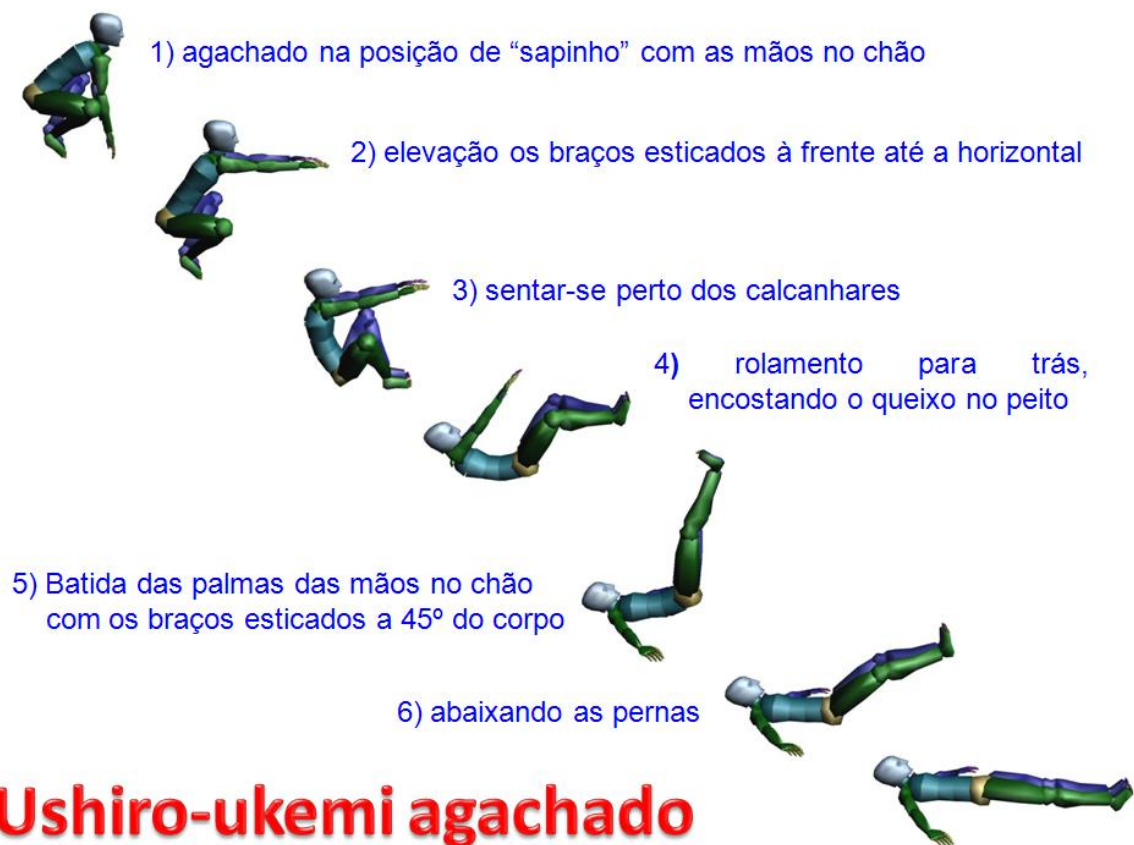 1) agachado na posição de “sapinho” com as mãos no chão
2) elevação os braços esticados à frente até a horizontal
3) sentar-se perto dos calcanhares
4) rolamento para trás,
encostando o queixo no peito
5) Batida das palmas das mãos no chão
com os braços esticados a 45º do corpo
6) abaixando as pernas
Ushiro-ukemi agachado